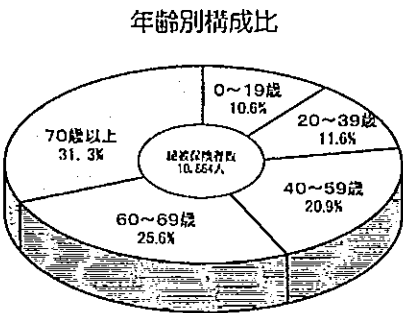 年齢別構成比
0～19歳
10.6%
20～39歳
11.6%
40～59歳
20.9%
60～69歳
25.6%
70歳以上
31.3%
総被保険者数